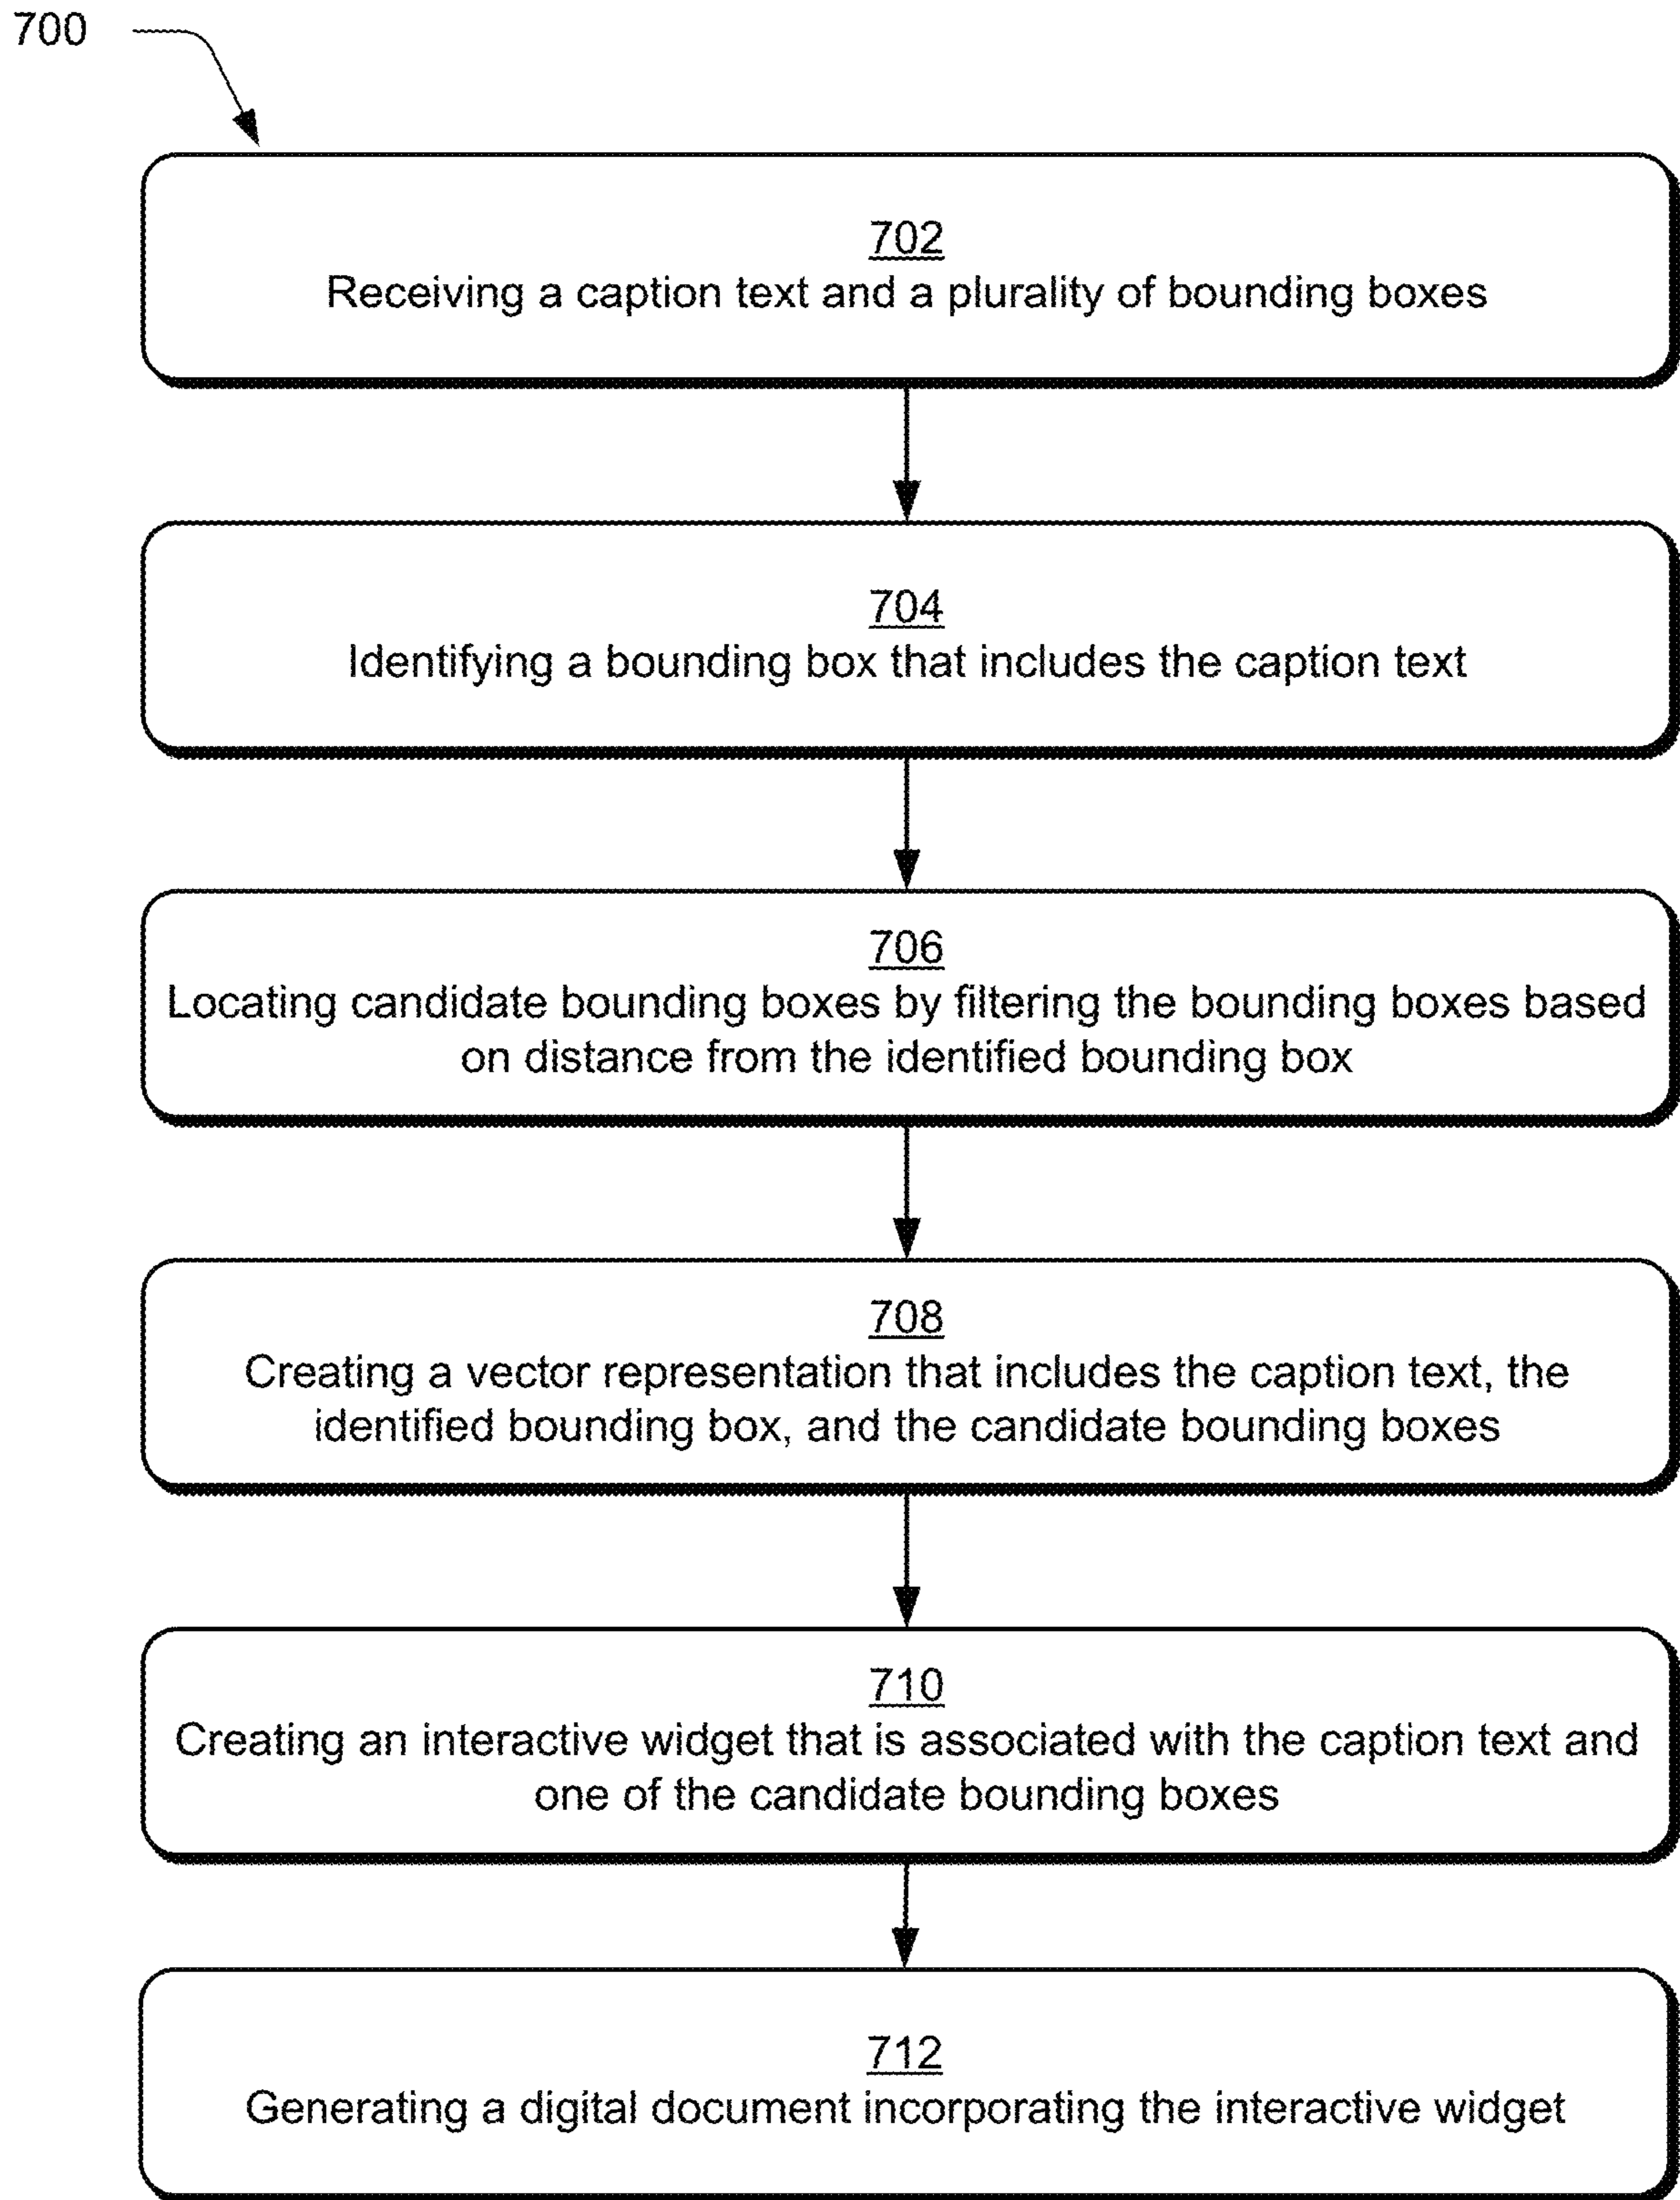 700
702
Receiving a caption text and a plurality of bounding boxes
704
Identifying a bounding box that includes the caption text
706
Locating candidate bounding boxes by filtering the bounding boxes based
on distance from the identified bounding box
708
Creating a vector representation that includes the caption text, the
identified bounding box, and the candidate bounding boxes
710
Creating an interactive widget that is associated with the caption text and
one of the candidate bounding boxes
712
Generating a digital document incorporating the interactive widget